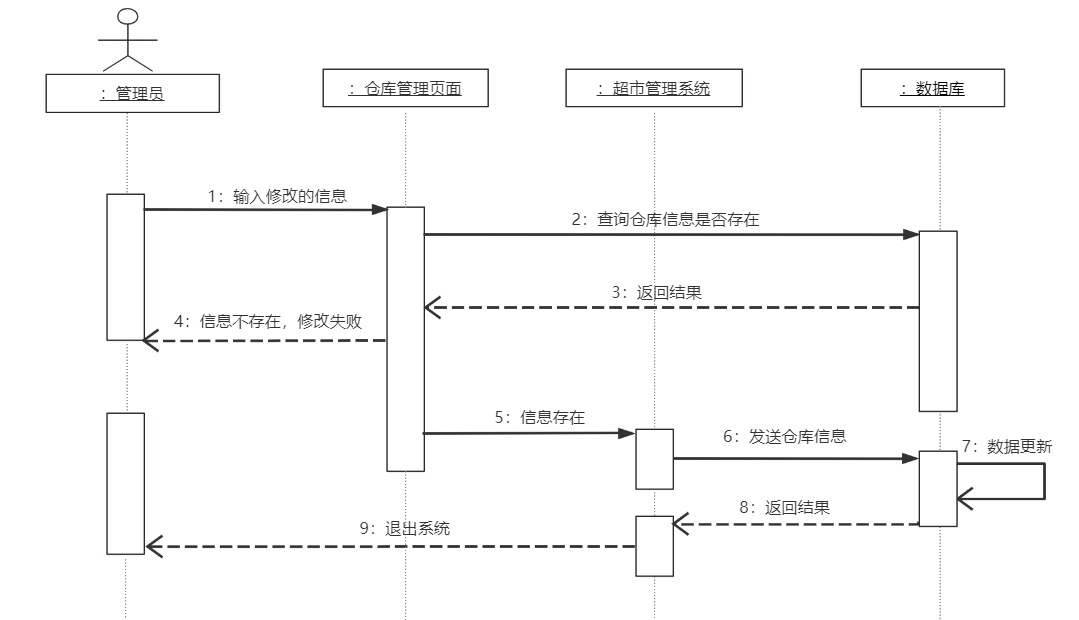 ：管理员
：仓库管理页面
：超市管理系统
：数据库
1：输入修改的信息
2：查询仓库信息是否存在
3：返回结果
4：信息不存在，修改失败
5：信息存在
6：发送仓库信息
7：数据更新
8：返回结果
9：退出系统